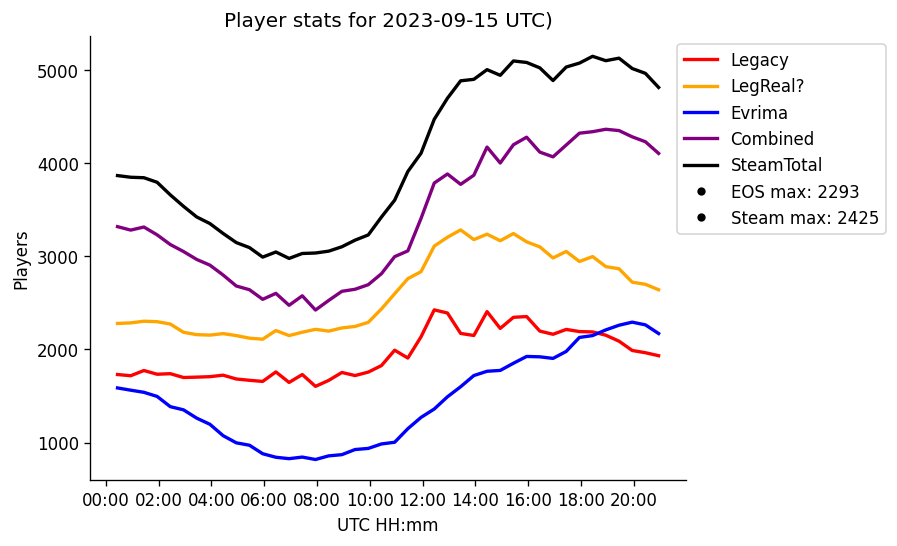 Player stats for 2023-09-15 UTC)
Legacy
LegReal?
Evrima
Combined
SteamTotal
EOS max: 2293
Steam max: 2425
5000
4000
3000
2000
1000
Players
00:00 02:00 04:00 06:00 08:00 10:00 12:00 14:00 16:00 18:00 20:00
UTC HH:mm